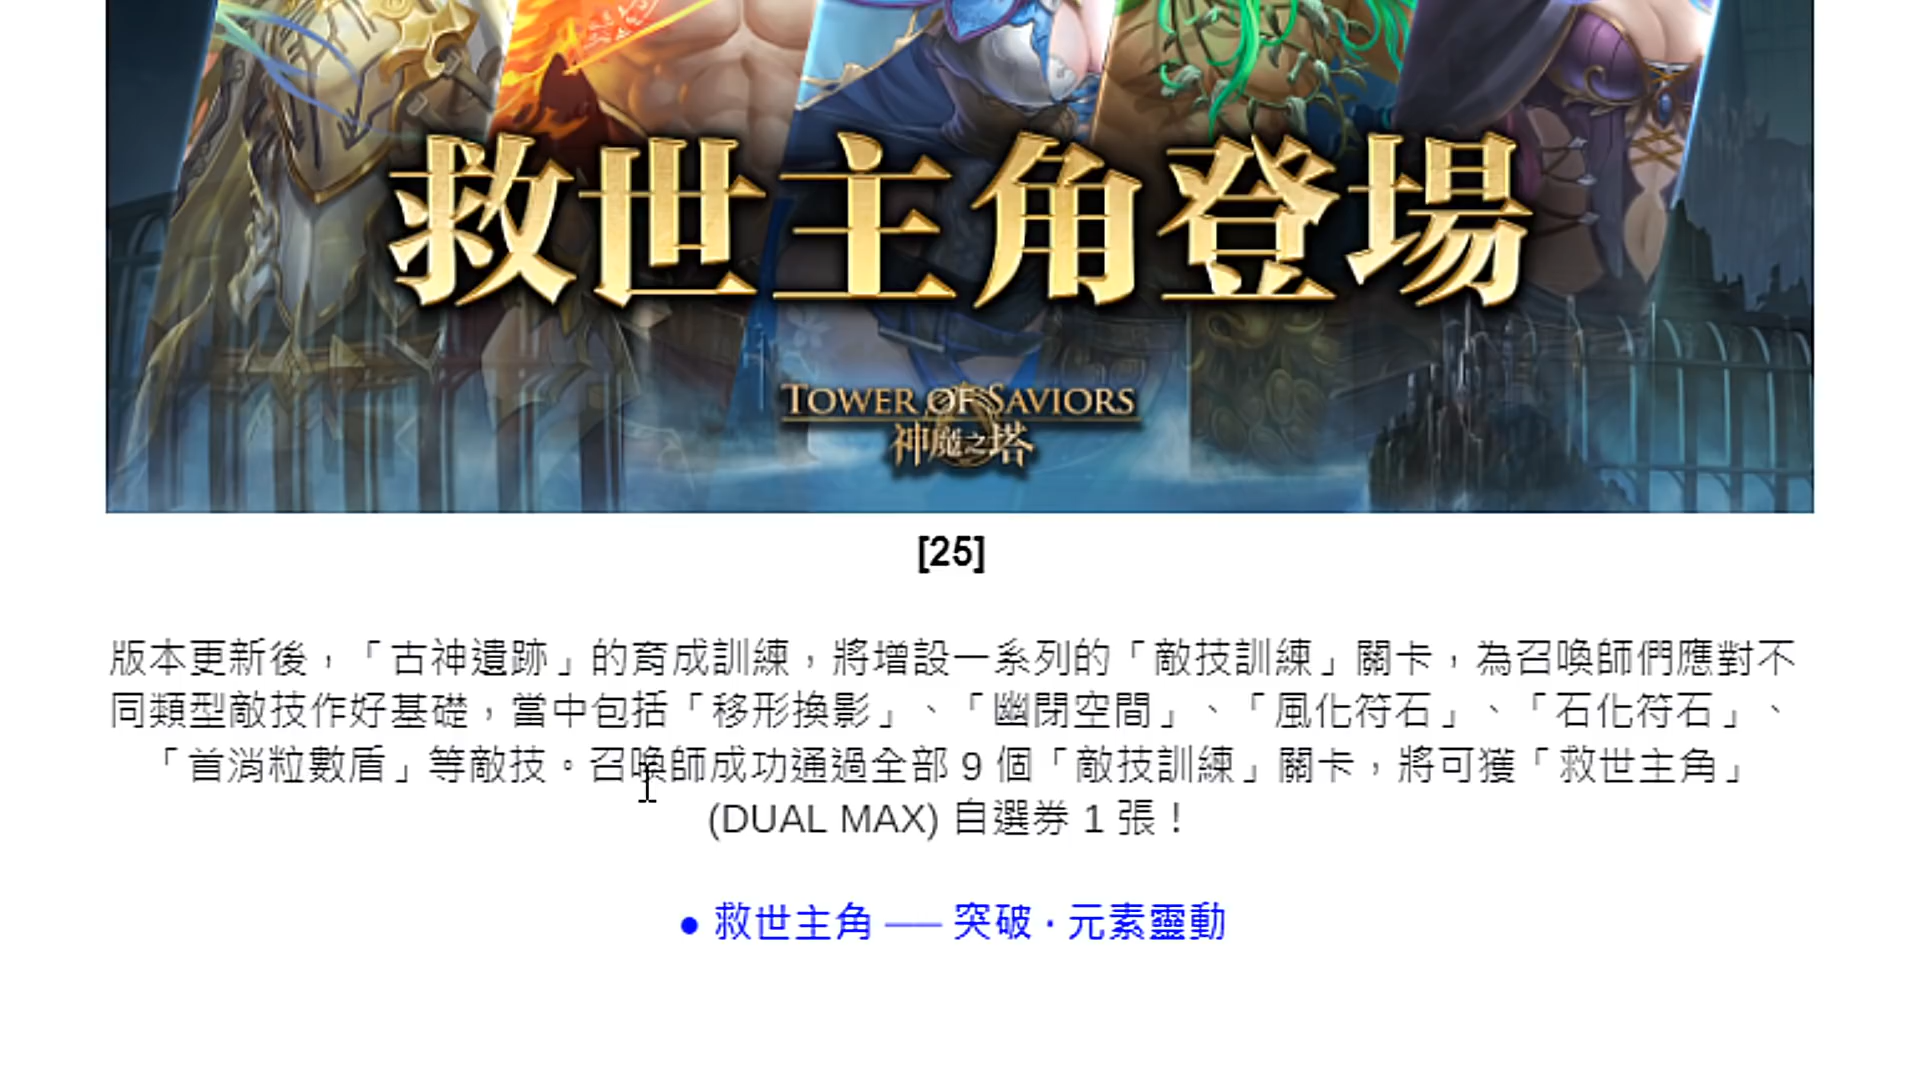 救世主角登場
TOWER OF SAVIORS
神魔之塔
[25]
版本更新後，「古神遺跡」的育成訓練，將增設一系列的「敵技訓練」關卡，為召喚師們應對不
同類型敵技作好基礎，當中包括「移形換影」、「幽閉空間」、「風化符石」、「石化符石」、
「首消粒數盾」等敵技。召喚師成功通過全部 9 個「敵技訓練」關卡，將可獲「救世主角」
(DUAL MAX) 自選券 1 張！
● 救世主角 —— 突破 · 元素靈動